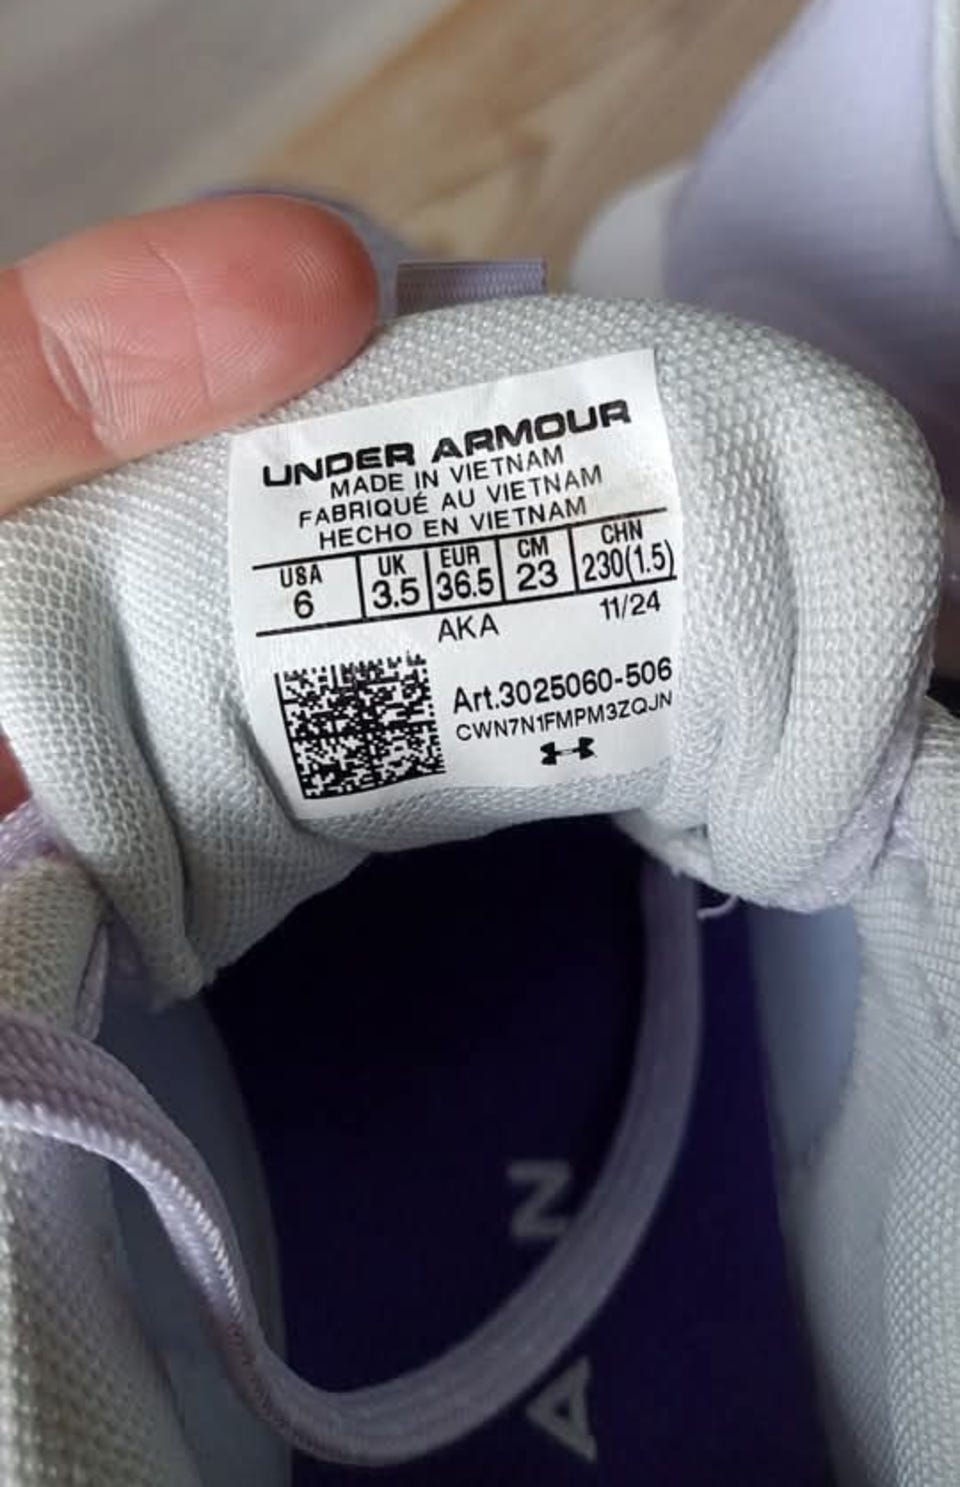 UNDER ARMOUR
MADE IN VIETNAM
FABRIQUÉ AU VIETNAM
HECHO EN VIETNAM
USA UK EUR CM CHN
6 3.5 36.5 23 230(1.5)
AKA 11/24
Art.3025060-506
CWN7N1FMPM3ZQJN